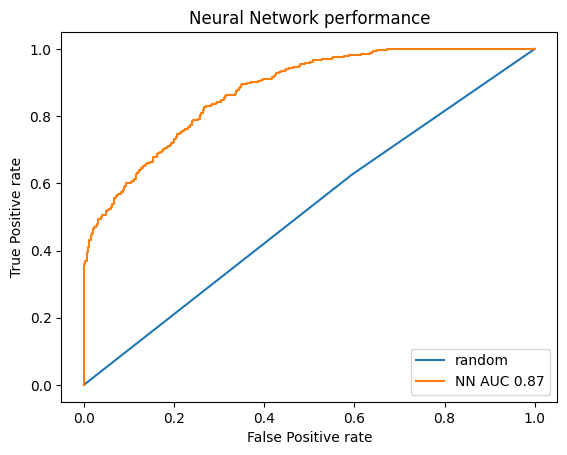 Neural Network performance
True Positive rate
1.0
0.8
0.6
0.4
0.2
0.0
random
NN AUC 0.87
0.0 0.2 0.4 0.6 0.8 1.0
False Positive rate